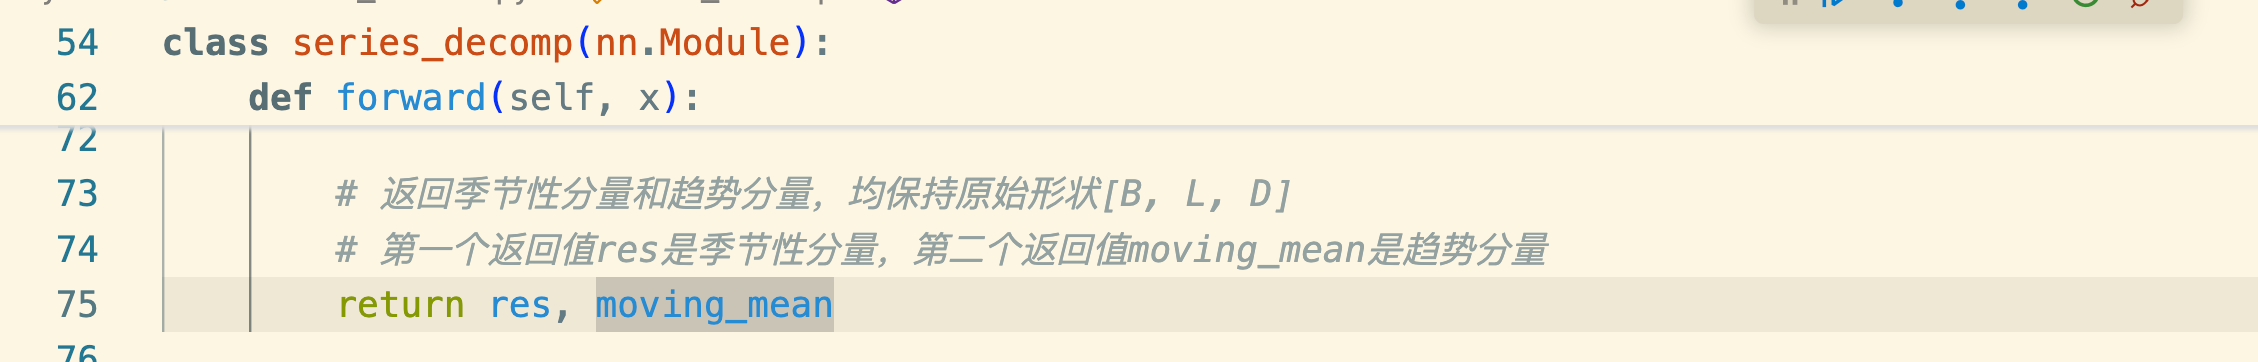 54 class series_decomp(nn.Module):
62 def forward(self, x):
72
73 # 返回季节性分量和趋势分量，均保持原始形状[B, L, D]
74 # 第一个返回值res是季节性分量，第二个返回值moving_mean是趋势分量
75 return res, moving_mean
76